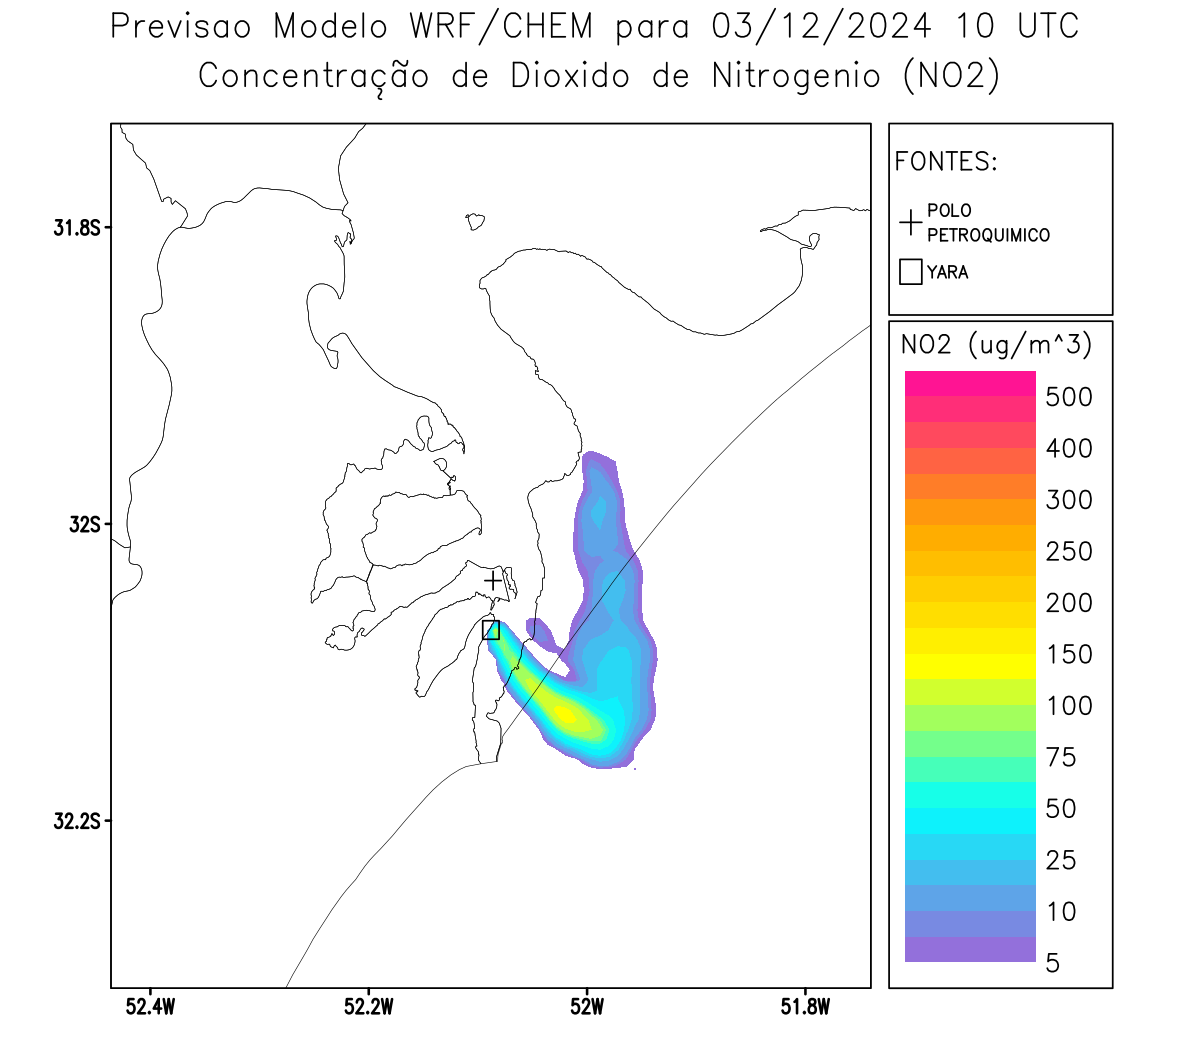 Previsao Modelo WRF/CHEM para 03/12/2024 10 UTC
Concentração de Dioxido de Nitrogenio (NO2)
FONTES:
POLO
PETROQUIMICO
YARA
NO2 (ug/m^3)
500
400
300
250
200
150
100
75
50
25
10
5
31.8S
32S
32.2S
52.4W
52.2W
52W
51.8W